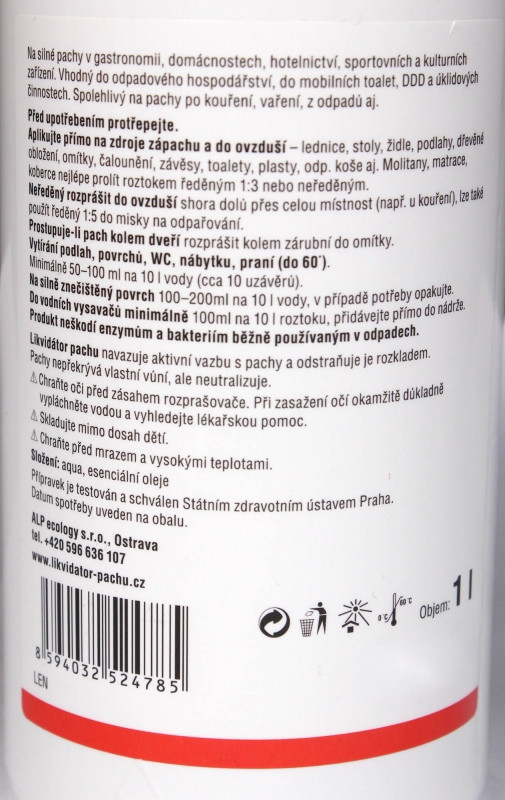 Na silné pachy v gastronomii, domácnostech, hotelnictví, sportovních a kulturních
zařízení. Vhodný do odpadového hospodářství, do mobilních toalet, DDD a úklidových
činnostech. Spolehlivý na pachy po kouření, vaření, z odpadů aj.
Před upotřebením protřepejte.
Aplikujte přímo na zdroje zápachu a do ovzduší – lednice, stoly, židle, podlahy, dřevěné
obložení, omítky, čalounění, závěsy, toalety, plasty, odp. koše aj. Molitany, matrace,
koberce nejlépe prolít roztokem ředěným 1:3 nebo neředěným.
Neředěný rozprášit do ovzduší shora dolů přes celou místnost (např. u kouření), lze také
použít ředěný 1:5 do misky na odpařování.
Prostupuje-li pach kolem dveří rozprášit kolem zárubní do omítky.
Vytírání podlah, povrchů, WC, nábytku, praní (do 60°).
Minimálně 50–100 ml na 10 l vody (cca 10 uzávěrů).
Na silně znečištěný povrch 100–200ml na 10 l vody, v případě potřeby opakujte.
Do vodních vysavačů minimálně 100ml na 10 l roztoku, přidávejte přímo do nádrže.
Produkt neškodí enzymům a bakteriím běžně používaným v odpadech.
Likvidátor pachu navazuje aktivní vazbu s pachy a odstraňuje je rozkladem.
Pachy nepřekrývá vlastní vůní, ale neutralizuje.
⚠Chraňte oči před zásahem rozprašovače. Při zasažení očí okamžitě důkladně
vypláchněte vodou a vyhledejte lékařskou pomoc.
⚠Skladujte mimo dosah dětí.
⚠Chraňte před mrazem a vysokými teplotami.
Složení: aqua, esenciální oleje
Přípravek je testován a schválen Státním zdravotním ústavem Praha.
Datum spotřeby uveden na obalu.
ALP ecology s.r.o., Ostrava
tel. +420 596 636 107
www.likvidator-pachu.cz
8 594032 524785
LEN
0°C 60°C
Objem: 1 l